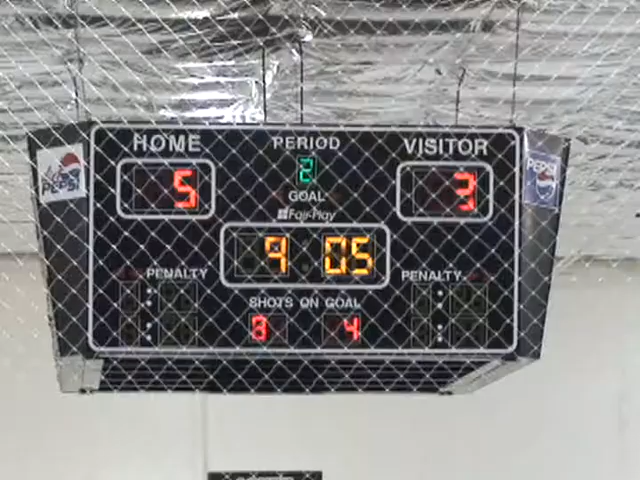 HOME PERIOD VISITOR
PEPSI 5 2 3 PEPSI
GOAL
Fair-Play
9:05
PENALTY PENALTY
SHOTS ON GOAL
8 4